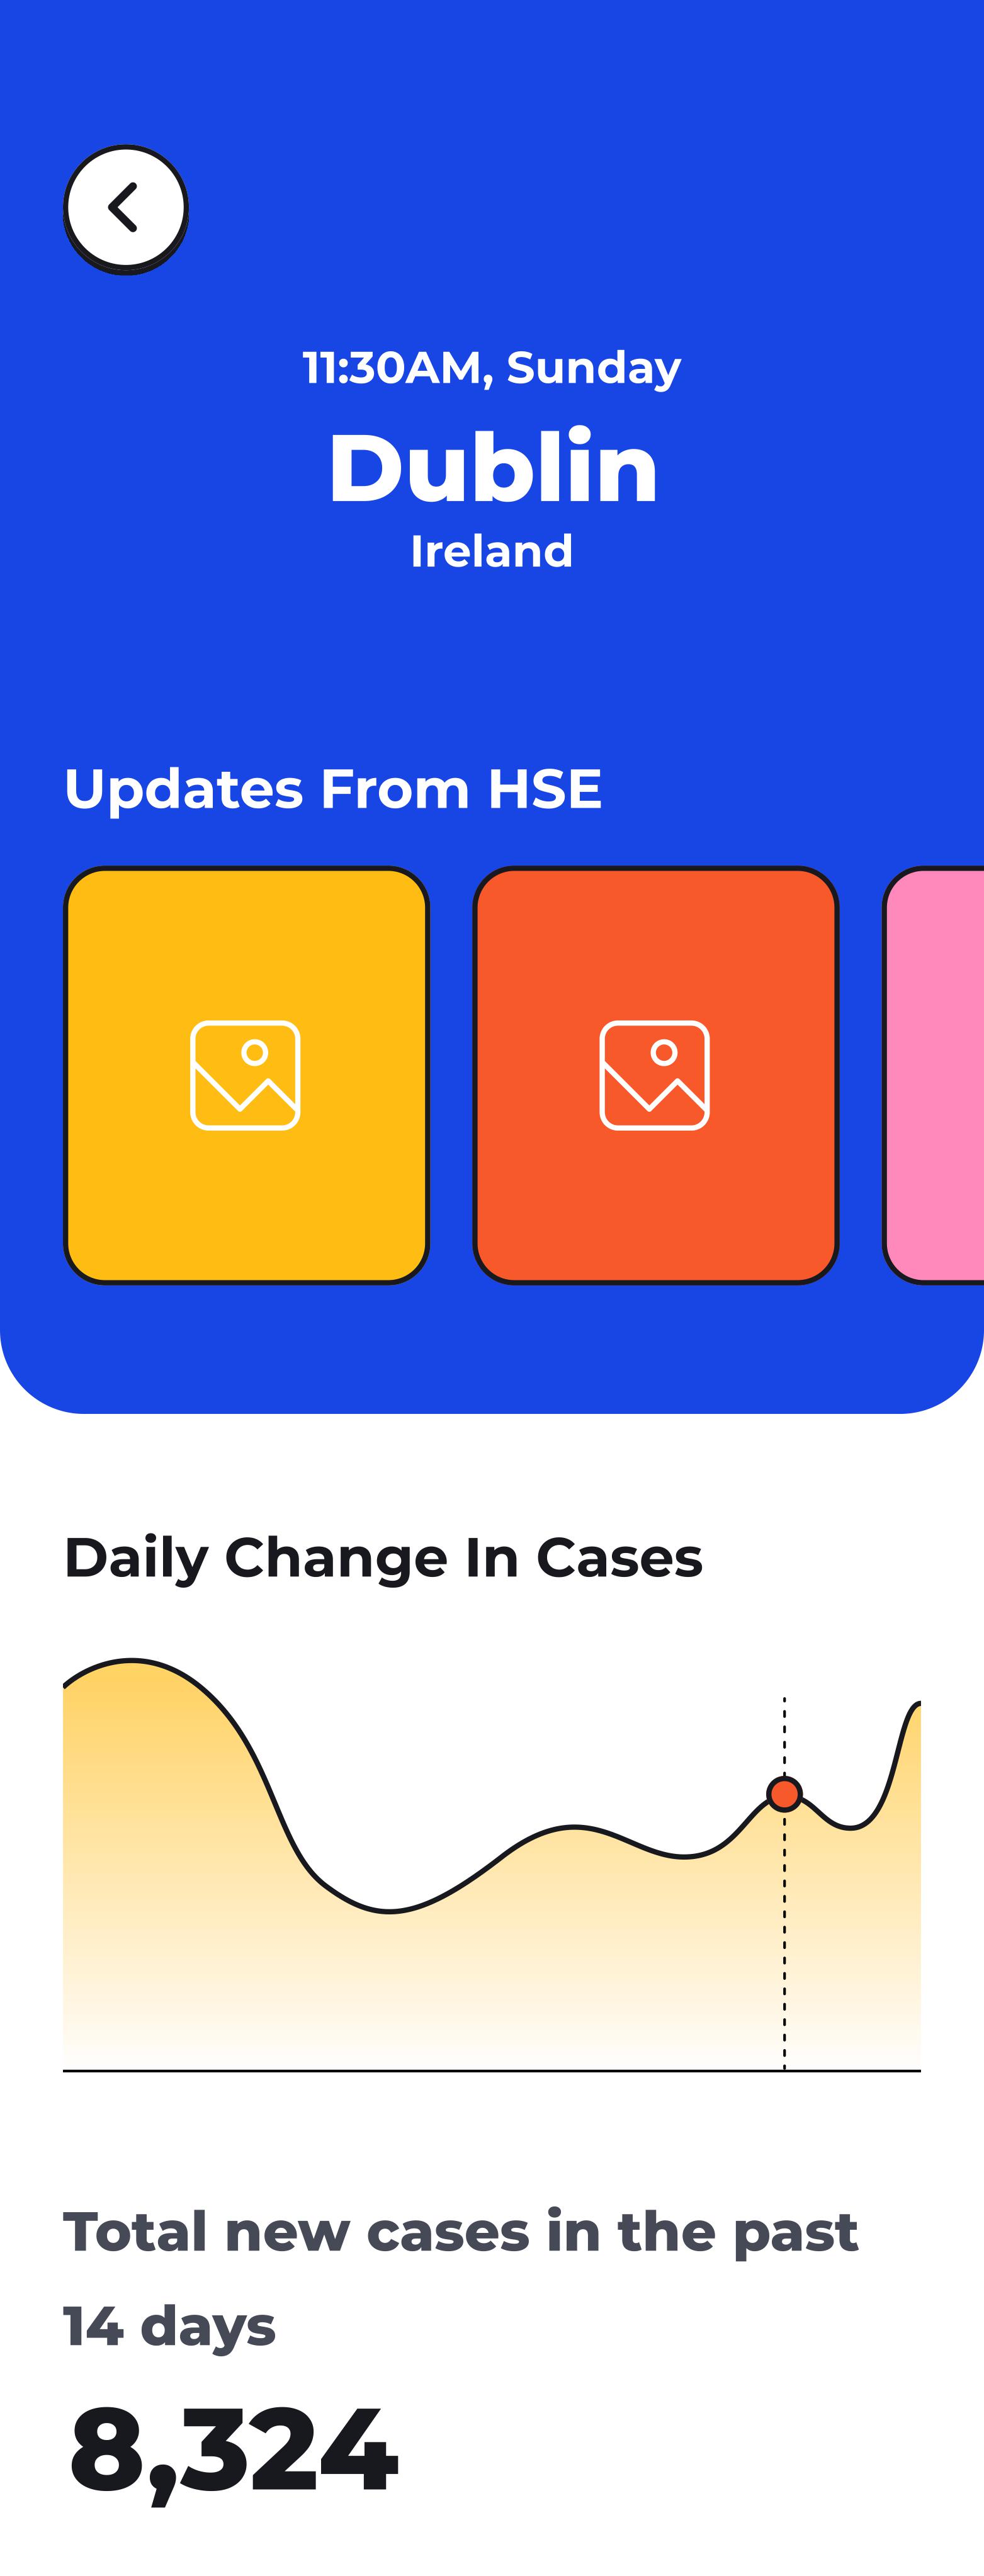 11:30AM, Sunday
Dublin
Ireland
Updates From HSE
Daily Change In Cases
Total new cases in the past
14 days
8,324